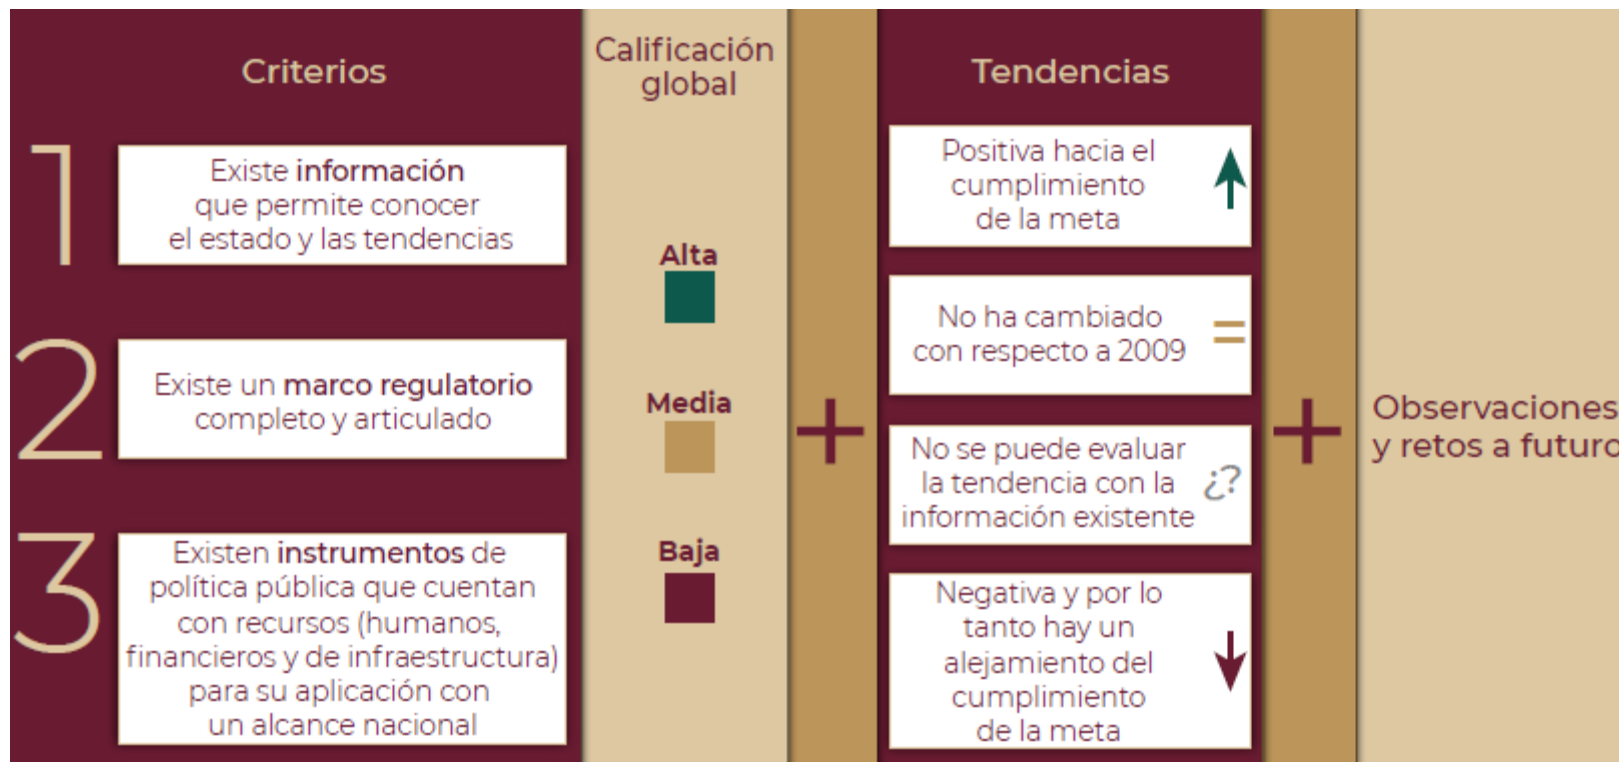 Criterios
1
Existe información
que permite conocer
el estado y las tendencias
2
Existe un marco regulatorio
completo y articulado
3
Existen instrumentos de
política pública que cuentan
con recursos (humanos,
financieros y de infraestructura)
para su aplicación con
un alcance nacional
Calificación
global
Alta
Media
Baja
+
Tendencias
Positiva hacia el
cumplimiento
de la meta
No ha cambiado
con respecto a 2009
=
No se puede evaluar
la tendencia con la
información existente
¿?
Negativa y por lo
tanto hay un
alejamiento del
cumplimiento
de la meta
+
Observaciones
y retos a futuro